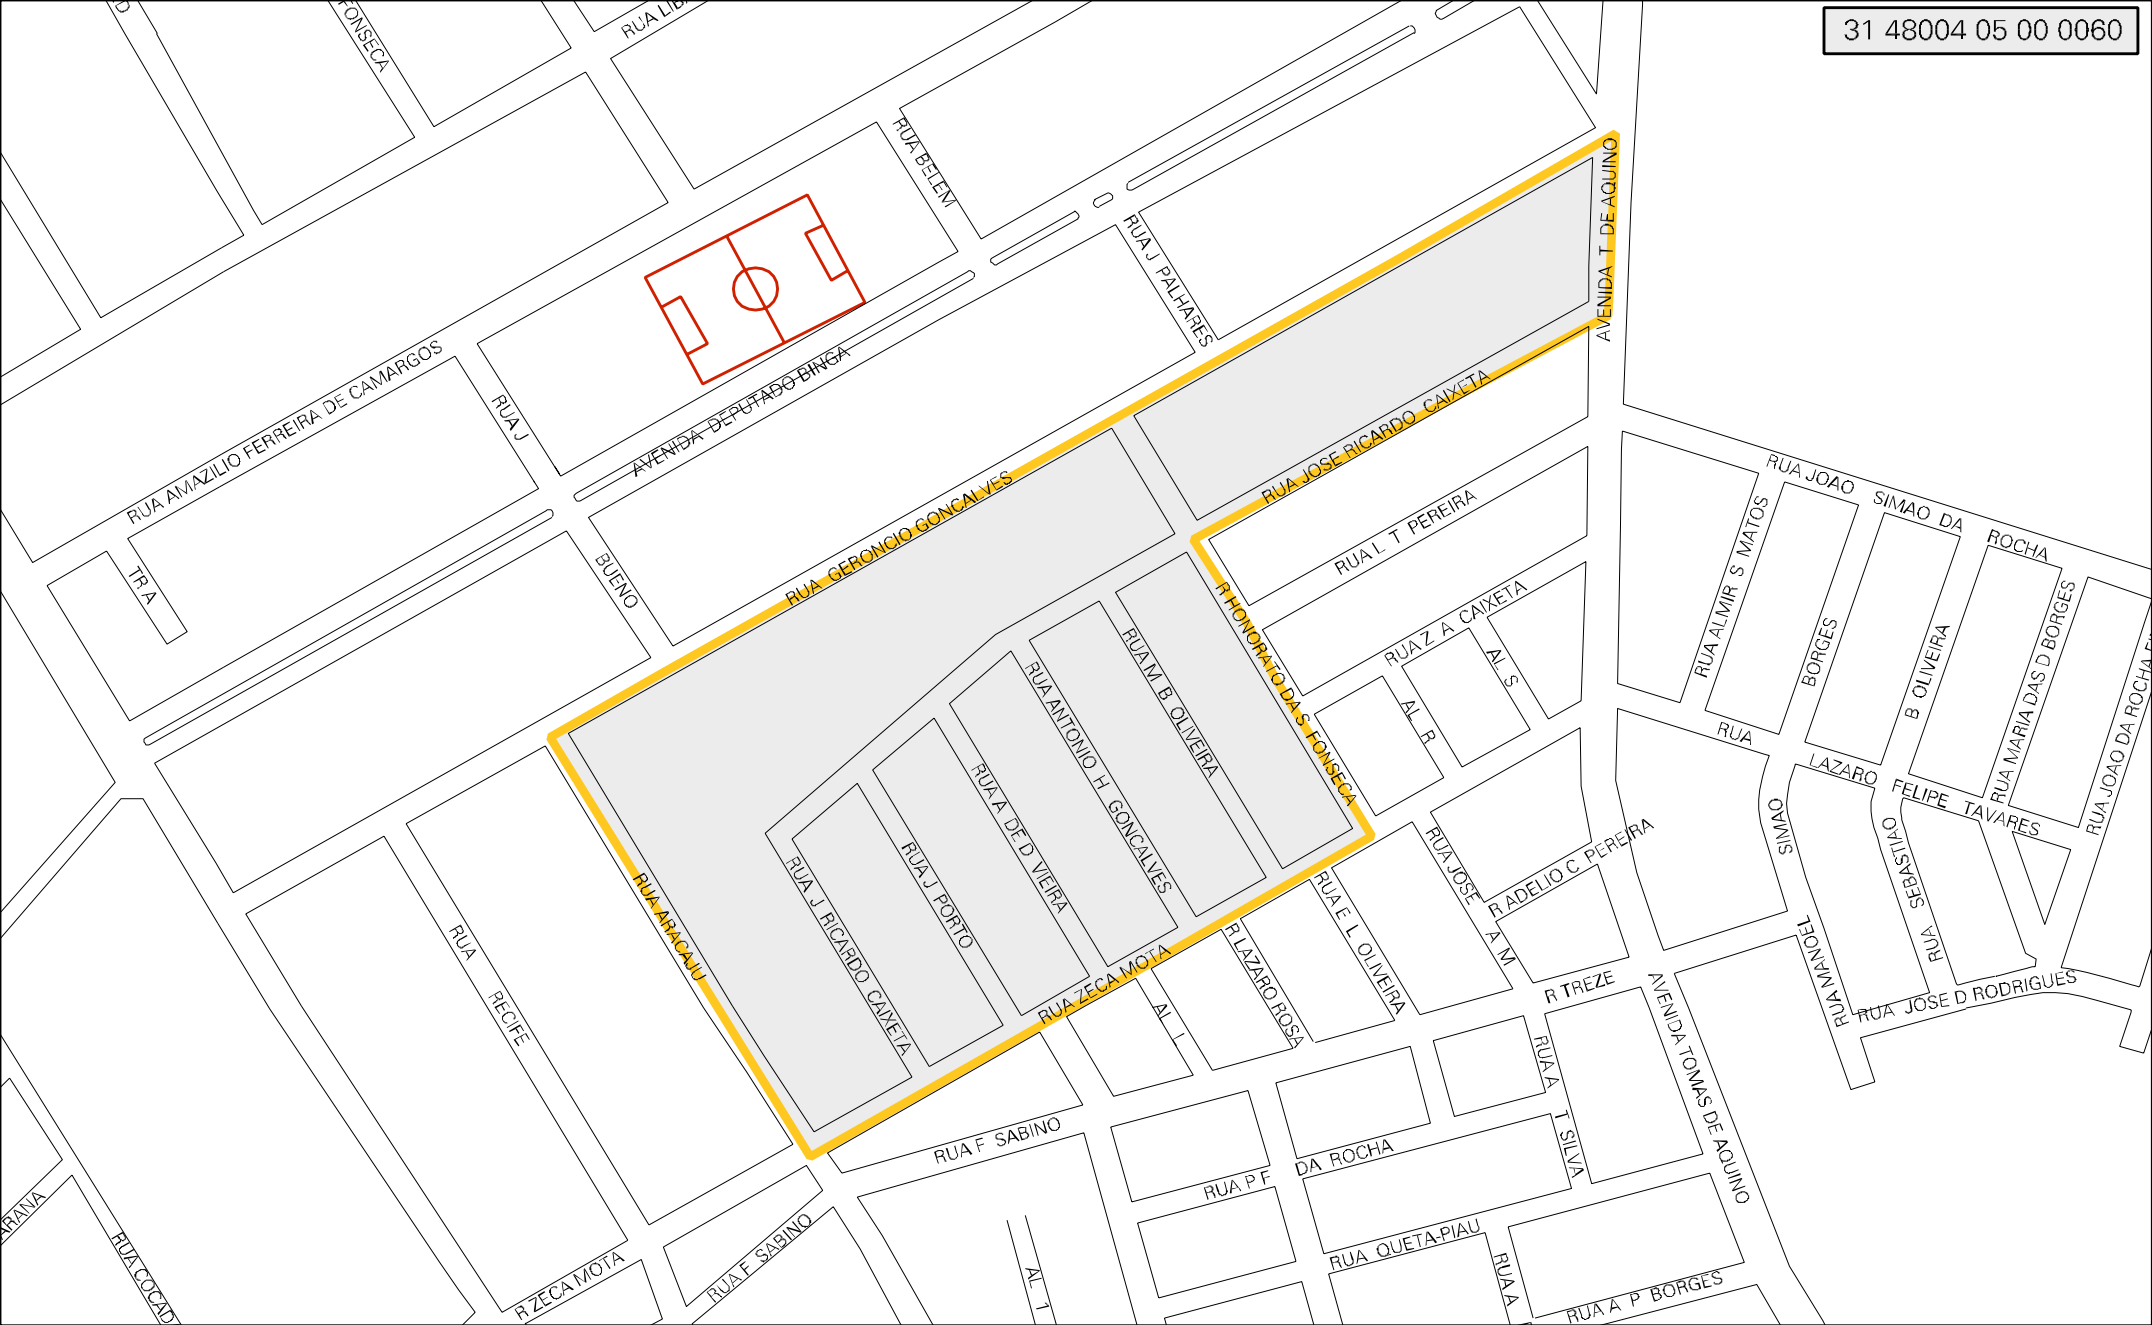 31 48004 05 00 0060
D
FONSECA
RUA BELEM
AVENIDA T DE AQUINO
RUA J PALHARES
RUA AMAZILIO FERREIRA DE CAMARGOS
RUA J
BUENO
AVENIDA DEPUTADO BINGA
TR A
RUA GERONCIO GONCALVES
RUA JOSE RICARDO CAIXETA
RUA L T PEREIRA
RUA Z A CAIXETA
AL S
AL R
R HONORATO DA S FONSECA
RUA M B OLIVEIRA
RUA ANTONIO H GONCALVES
RUA A DE D VIEIRA
RUA J PORTO
RUA J RICARDO CAIXETA
RUA ARACAJU
RUA ZECA MOTA
RUA RECIFE
RUA JOAO SIMAO DA ROCHA
RUA ALMIR S MATOS
BORGES
B OLIVEIRA
RUA MARIA DAS D BORGES
RUA JOAO DA ROCHA
RUA LAZARO FELIPE TAVARES
SIMAO
RUA MANOEL
RUA SEBASTIAO
RUA JOSE D RODRIGUES
RUA JOSE A M
R ADELIO C PEREIRA
RUA E L OLIVEIRA
R LAZARO ROSA
AL I
R TREZE
AVENIDA TOMAS DE AQUINO
RUA A T SILVA
RUA F SABINO
RUA P F DA ROCHA
RUA QUETA-PIAU
RUA A
RUA A P BORGES
AL 1
RUA F SABINO
R ZECA MOTA
RUA COCAD
ARANA